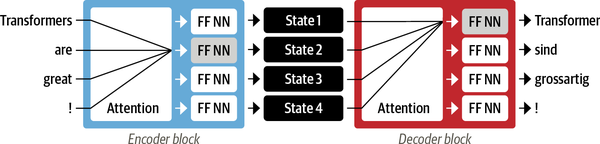 Transformers FF NN State 1 FF NN Transformer
are FF NN State 2 FF NN sind
great FF NN State 3 FF NN grossartig
! Attention FF NN State 4 Attention FF NN !
Encoder block Decoder block